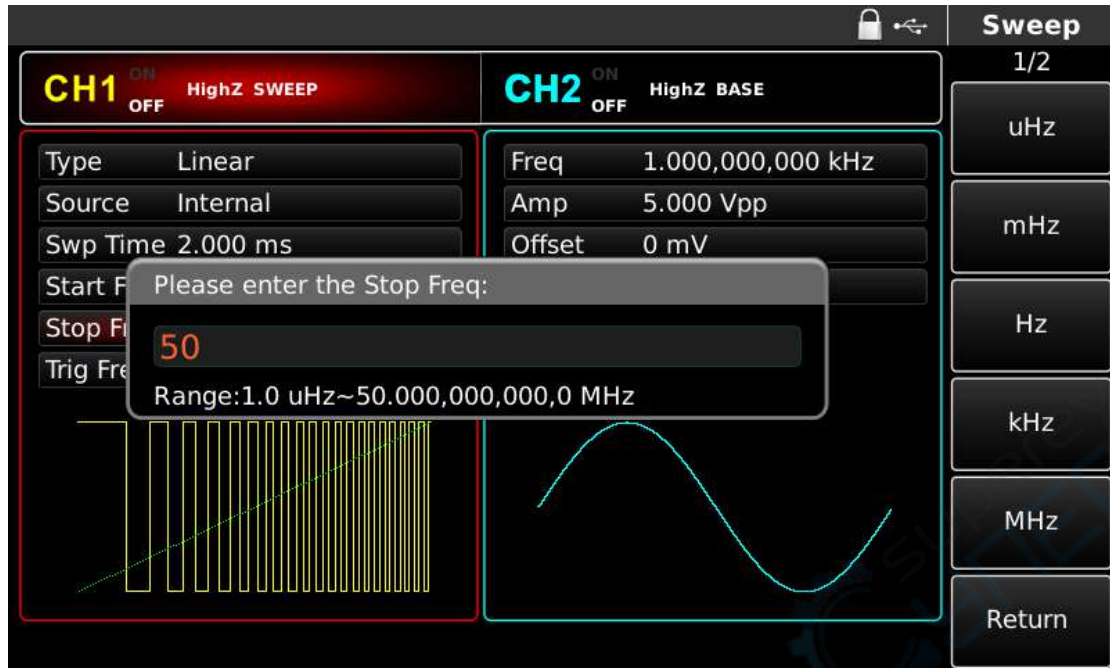 Sweep
1/2
CH1 ON OFF HighZ SWEEP
CH2 ON OFF HighZ BASE
Type Linear
Source Internal
Swp Time 2.000 ms
Start F
Stop Fr
Trig Fre
Freq 1.000,000,000 kHz
Amp 5.000 Vpp
Offset 0 mV
Please enter the Stop Freq:
50
Range:1.0 uHz~50.000,000,000,0 MHz
uHz
mHz
Hz
kHz
MHz
Return